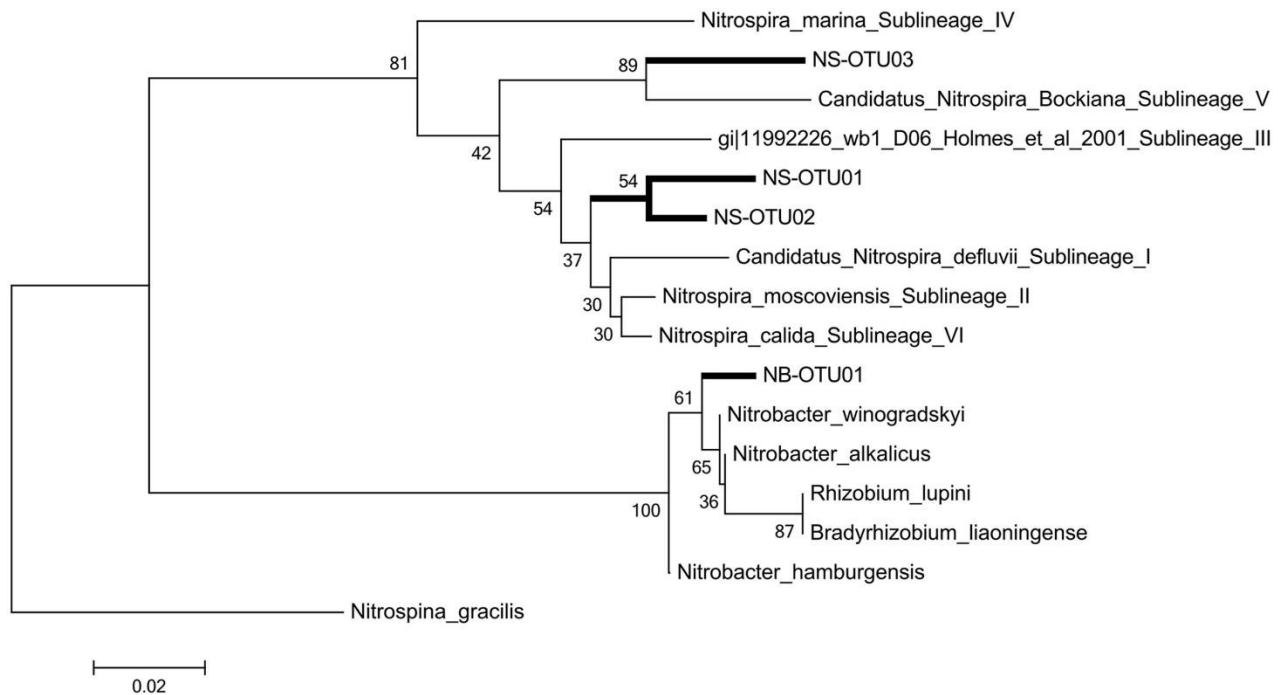 Nitrospira_marina_Sublineage_IV
81
NS-OTU03
89
Candidatus_Nitrospira_Bockiana_Sublineage_V
gi|11992226_wb1_D06_Holmes_et_al_2001_Sublineage_III
42
NS-OTU01
54
54
NS-OTU02
Candidatus_Nitrospira_defluvii_Sublineage_I
37
Nitrospira_moscoviensis_Sublineage_II
30
Nitrospira_calida_Sublineage_VI
30
NB-OTU01
61
Nitrobacter_winogradskyi
Nitrobacter_alkalicus
65
Rhizobium_lupini
36
100
Bradyrhizobium_liaoningense
87
Nitrobacter_hamburgensis
Nitrospina_gracilis
0.02